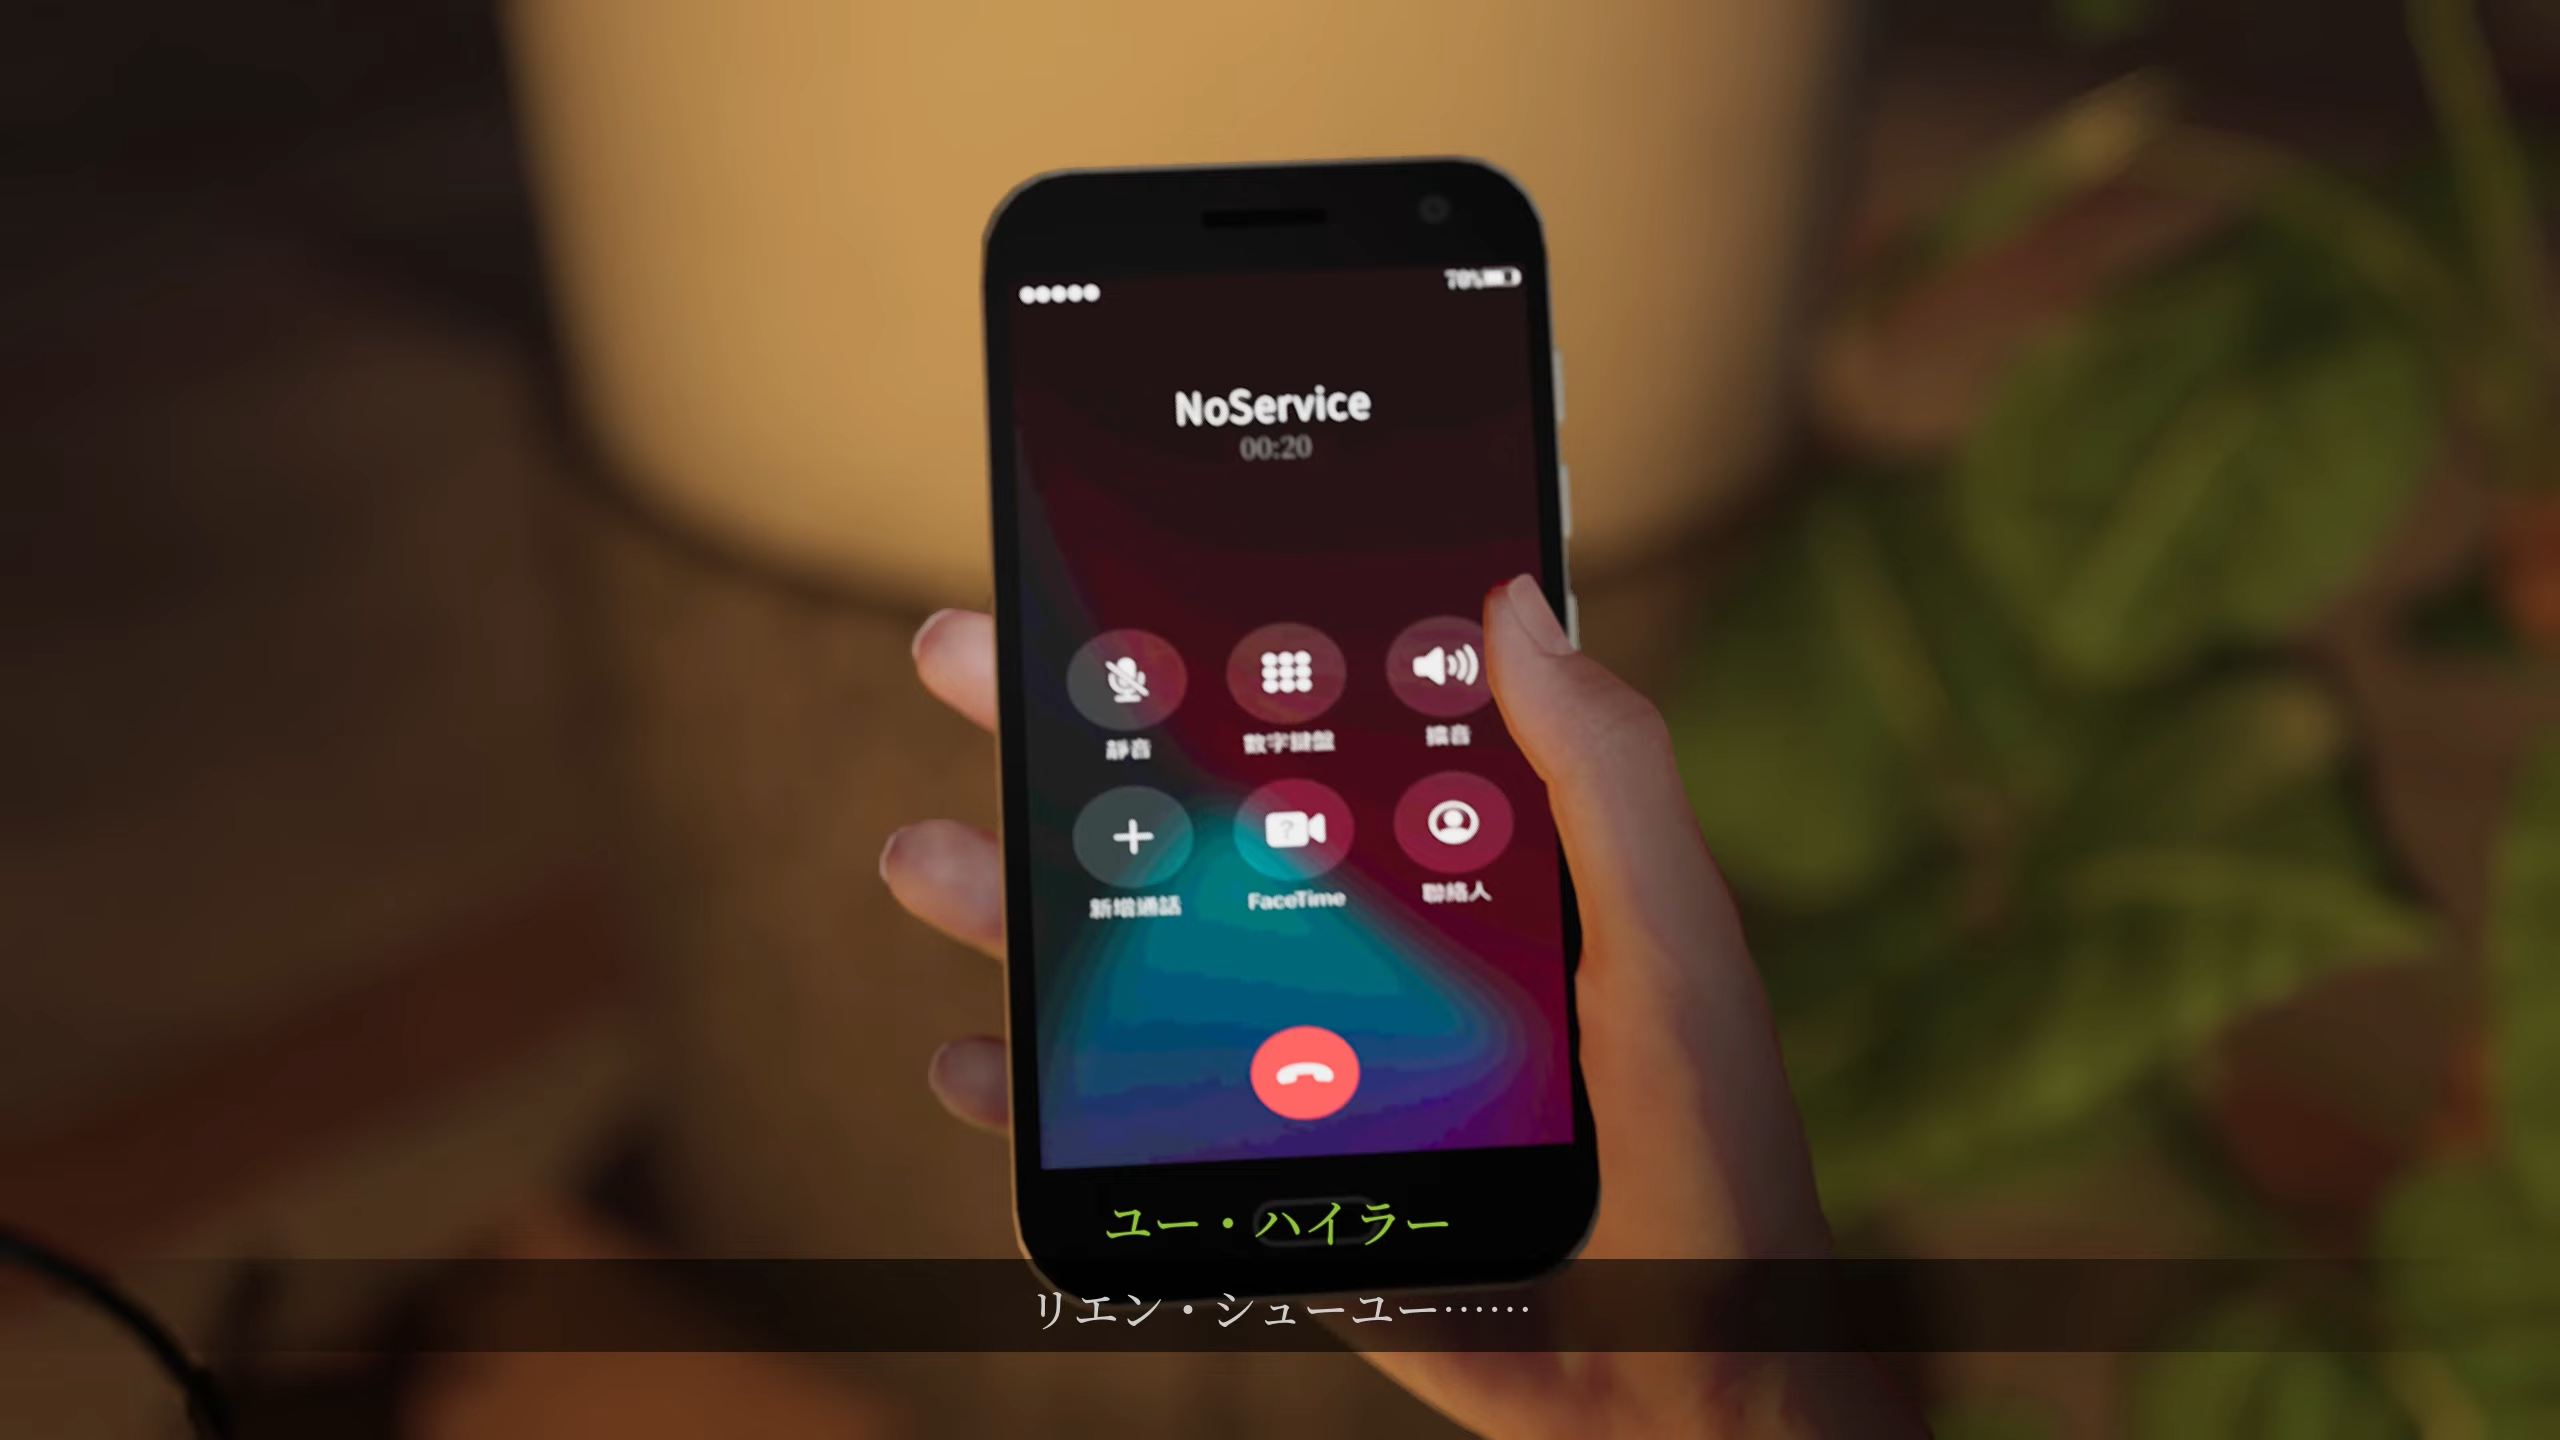 70%
NoService
00:20
靜音 數字鍵盤 擴音
新增通話 FaceTime 聯絡人
ユー・ハイラー
リエン・シューユー⋯⋯